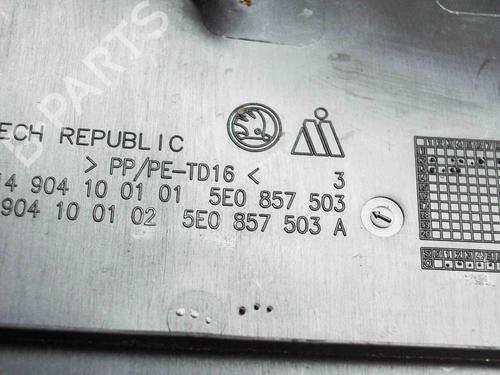 ECH REPUBLIC
> PP/PE-TD16 < 3
4 904 10 01 01 5E0 857 503
904 10 01 02 5E0 857 503 A
PARTS